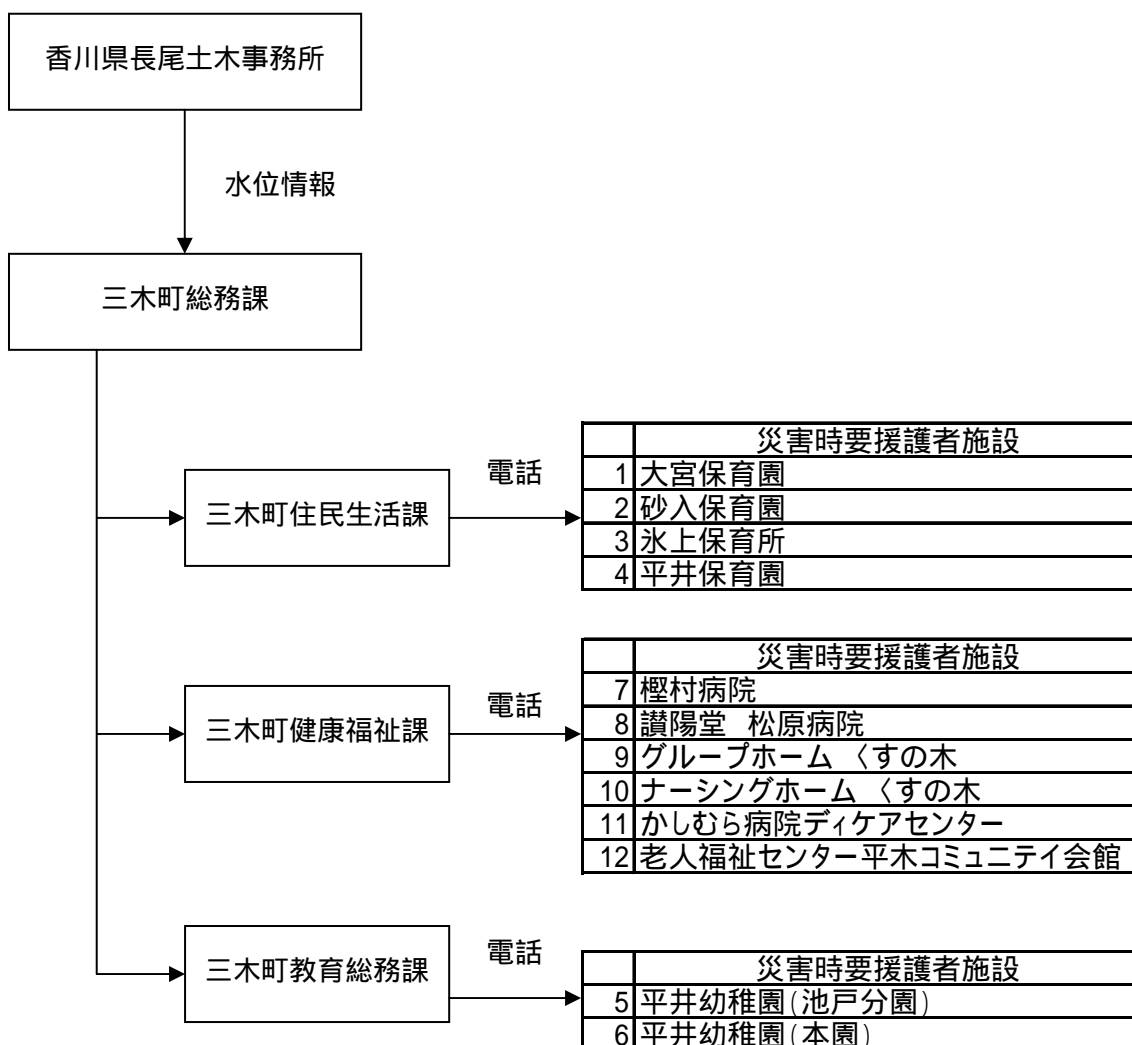 香川県長尾土木事務所
水位情報
三木町総務課
三木町住民生活課
電話
災害時要援護者施設
1 大宮保育園
2 砂入保育園
3 氷上保育所
4 平井保育園
三木町健康福祉課
電話
災害時要援護者施設
7 樫村病院
8 讃陽堂 松原病院
9 グループホーム くすの木
10 ナーシングホーム くすの木
11 かしむら病院ディケアセンター
12 老人福祉センター平木コミュニテイ会館
三木町教育総務課
電話
災害時要援護者施設
5 平井幼稚園(池戸分園)
6 平井幼稚園(本園)